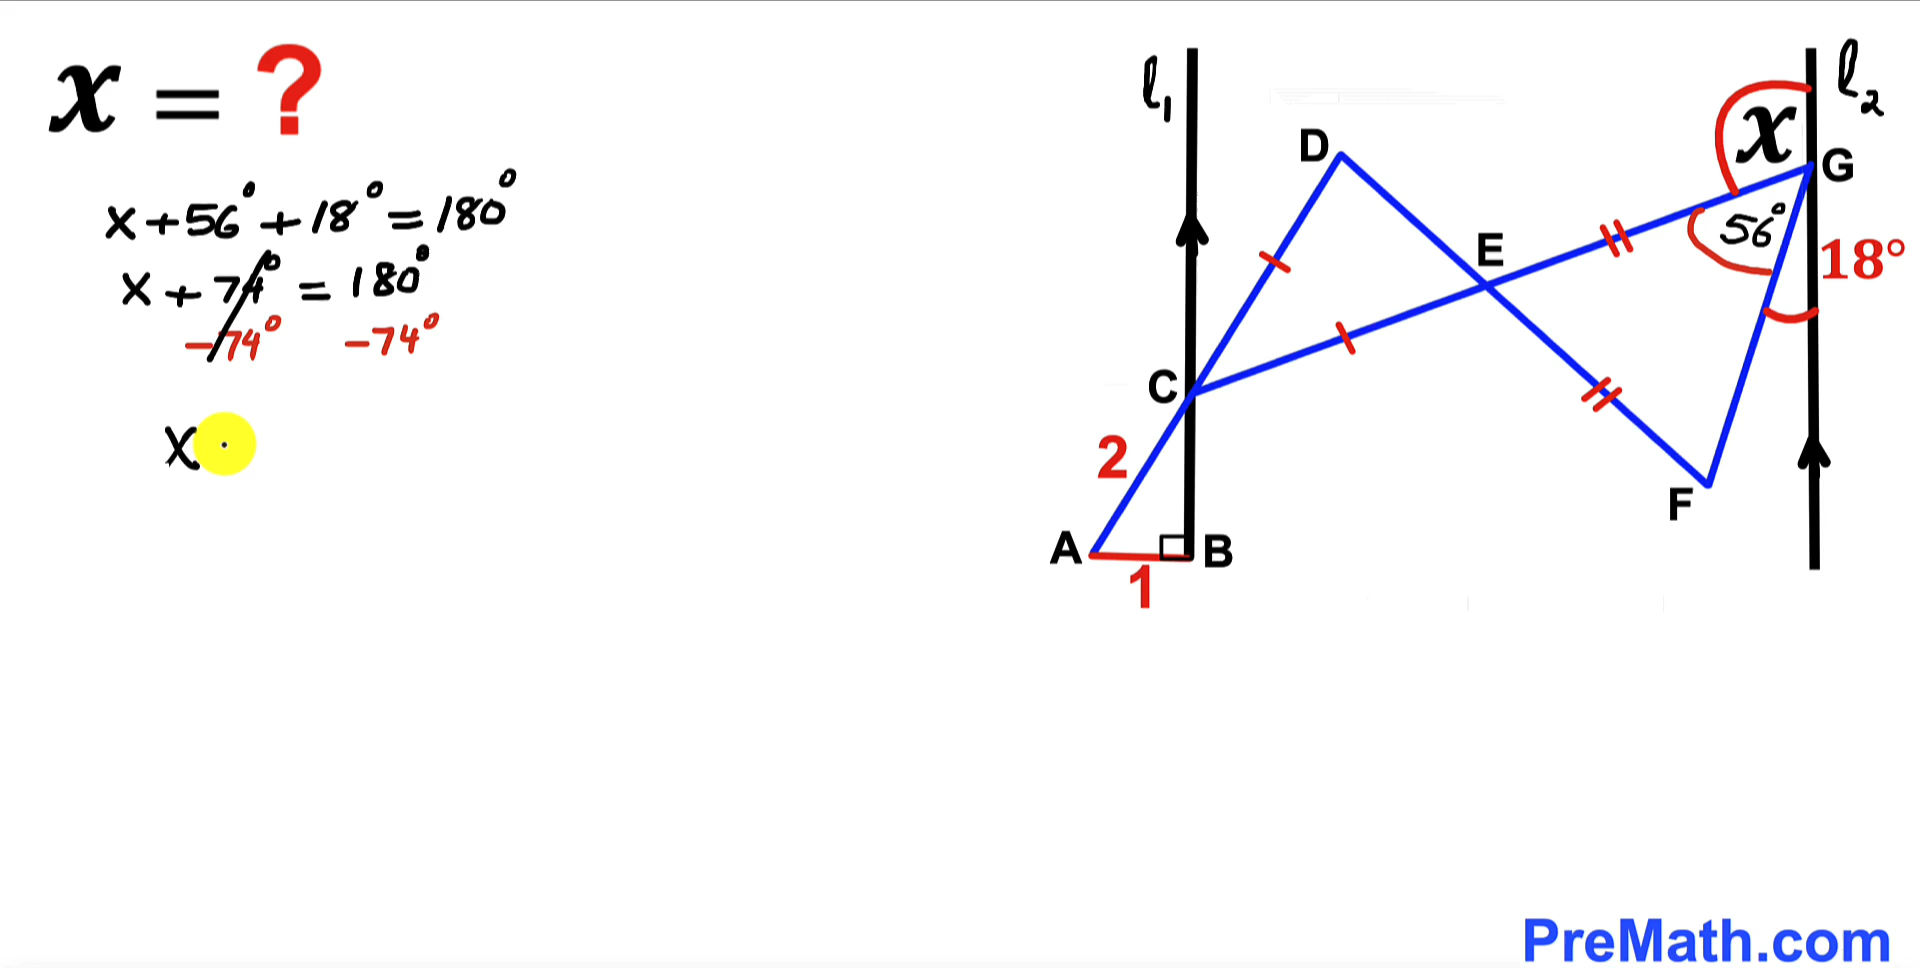 x = ?
x + 56° + 18° = 180°
x + 74° = 180°
-74° -74°
x
l₁
l₂
D
x
G
E
56°
18°
C
2
F
A
B
1
PreMath.com